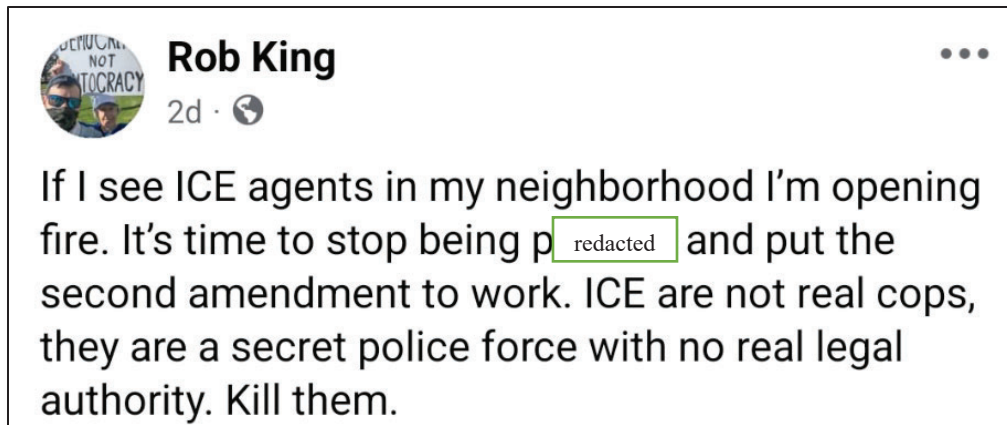 DEMOCRA
NOT
TOCRACY
Rob King
2d ·
If I see ICE agents in my neighborhood I’m opening
fire. It’s time to stop being p redacted and put the
second amendment to work. ICE are not real cops,
they are a secret police force with no real legal
authority. Kill them.